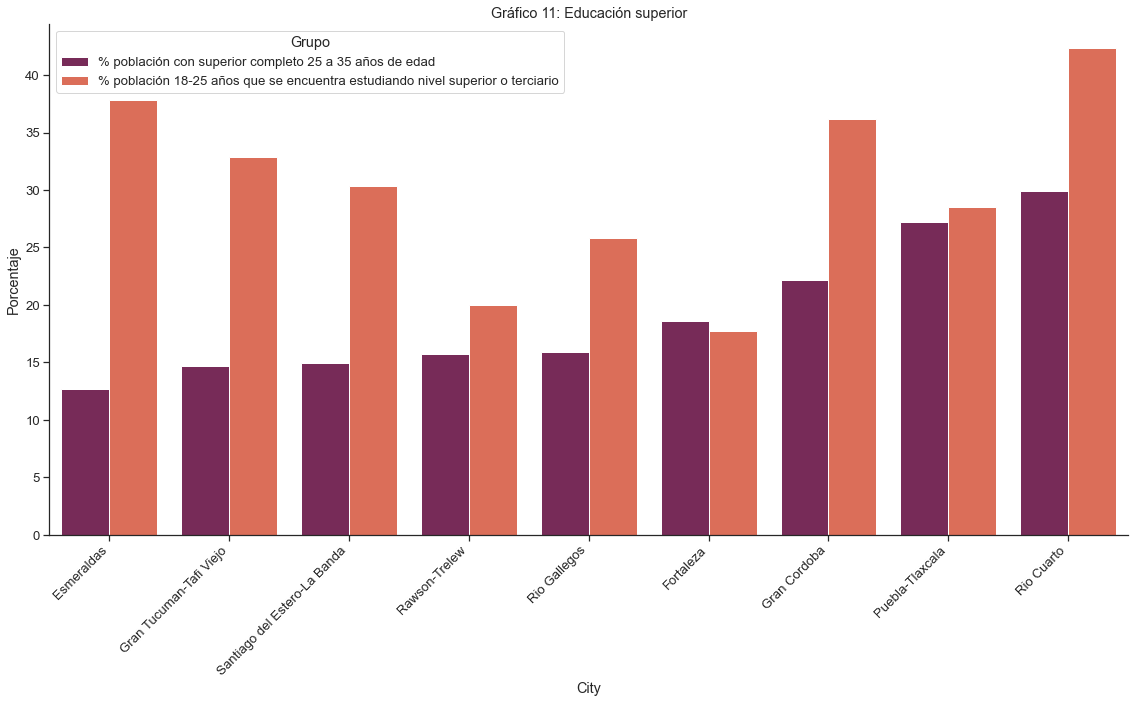 Gráfico 11: Educación superior
Grupo
% población con superior completo 25 a 35 años de edad
% población 18-25 años que se encuentra estudiando nivel superior o terciario
Porcentaje
40
35
30
25
20
15
10
5
0
Esmeraldas
Gran Tucuman-Tafi Viejo
Santiago del Estero-La Banda
Rawson-Trelew
Rio Gallegos
Fortaleza
Gran Cordoba
Puebla-Tlaxcala
Rio Cuarto
City